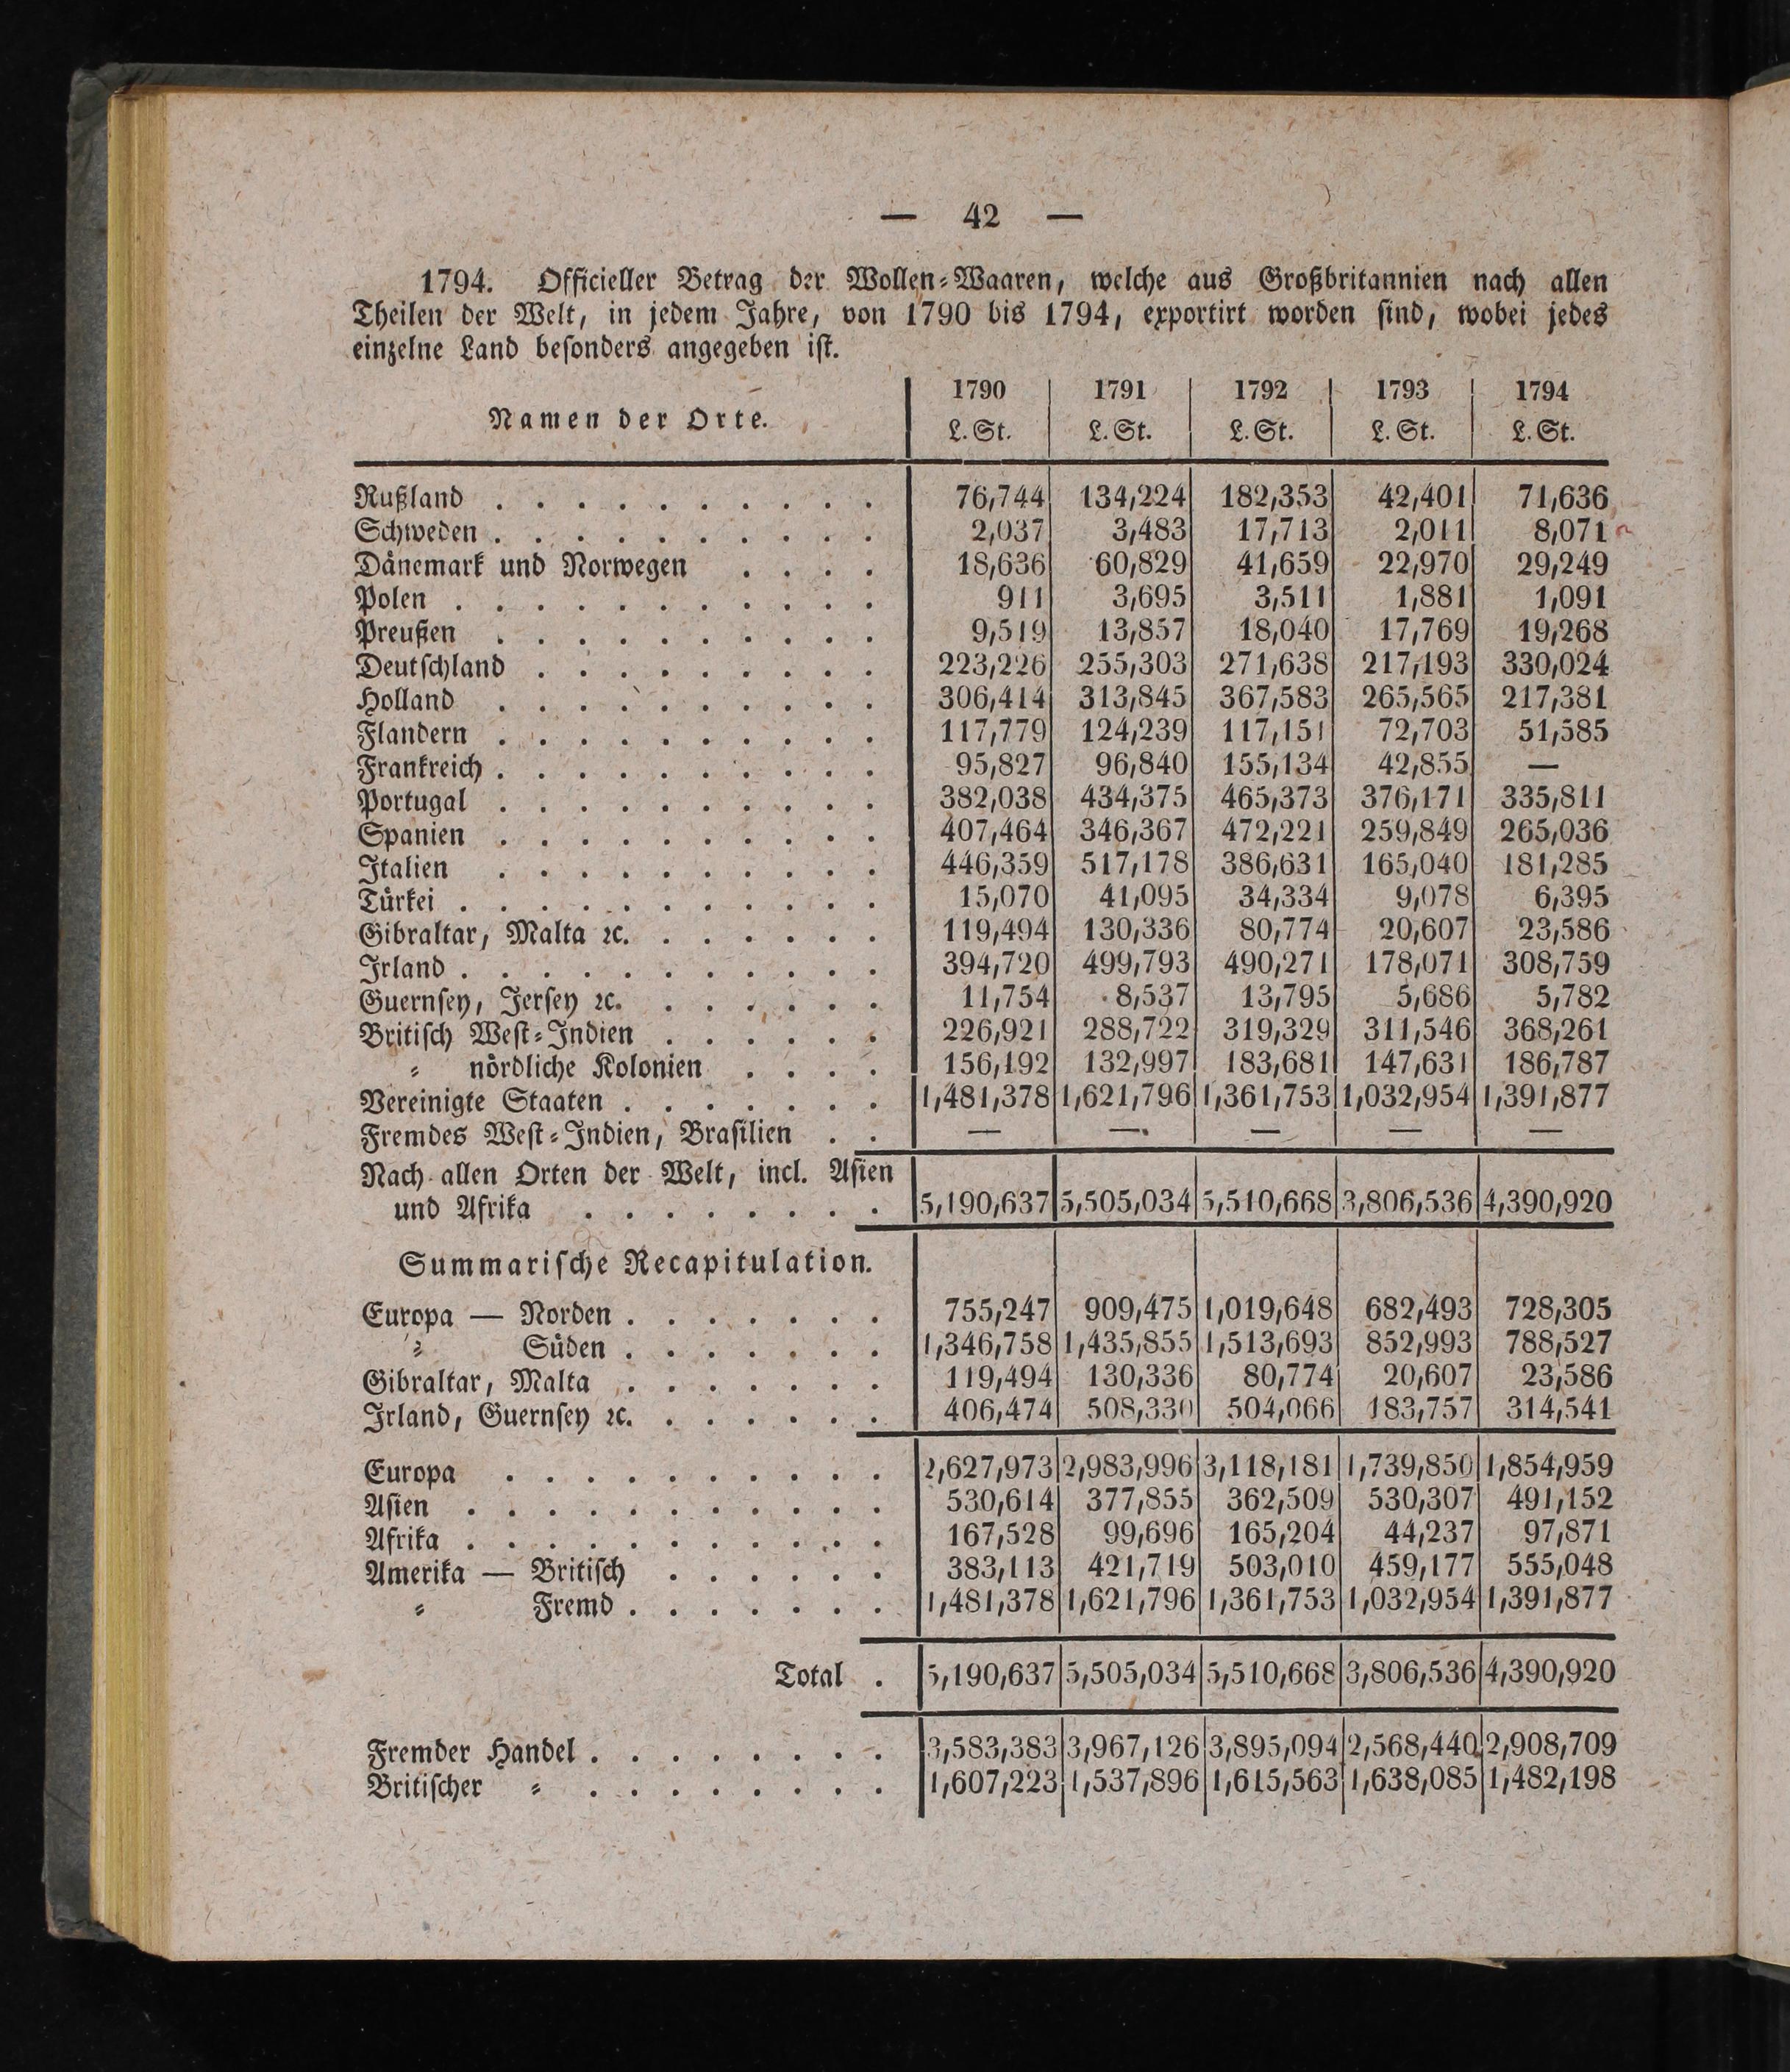 — 42 —
1794. Officieller Betrag der Wollen⸗Waaren, welche aus Großbritannien nach allen
Theilen der Welt, in jedem Jahre, von 1790 bis 1794, exportirt worden sind, wobei jedes
einzelne Land besonders angegeben ist.
Namen der Orte. 1790 1791 1792 1793 1794
L. St. L. St. L. St. L. St. L. St.
Rußland . . . . . . . . . . 76,744 134,224 182,353 42,401 71,636
Schweden . . . . . . . . . . 2,037 3,483 17,713 2,011 8,071
Dänemark und Norwegen . . . . 18,636 60,829 41,659 22,970 29,249
Polen . . . . . . . . . . . 911 3,695 3,511 1,881 1,091
Preußen . . . . . . . . . . 9,519 13,857 18,040 17,769 19,268
Deutschland . . . . . . . . . 223,226 255,303 271,638 217,193 330,024
Holland . . . . . . . . . . 306,414 313,845 367,583 265,565 217,381
Flandern . . . . . . . . . . 117,779 124,239 117,151 72,703 51,585
Frankreich . . . . . . . . . . 95,827 96,840 155,134 42,855 —
Portugal . . . . . . . . . . 382,038 434,375 465,373 376,171 335,811
Spanien . . . . . . . . . . 407,464 346,367 472,221 259,849 265,036
Italien . . . . . . . . . . 446,359 517,178 386,631 165,040 181,285
Türkei . . . . . . . . . . . 15,070 41,095 34,334 9,078 6,395
Gibraltar, Malta ꝛc. . . . . . . 119,494 130,336 80,774 20,607 23,586
Irland . . . . . . . . . . . 394,720 499,793 490,271 178,071 308,759
Guernsey, Jersey ꝛc. . . . . . . 11,754 8,537 13,795 5,686 5,782
Britisch West⸗Indien . . . . . . 226,921 288,722 319,329 311,546 368,261
⸗ nördliche Kolonien . . . . 156,192 132,997 183,681 147,631 186,787
Vereinigte Staaten . . . . . . . 1,481,378 1,621,796 1,361,753 1,032,954 1,391,877
Fremdes West⸗Indien, Brasilien . . — — — — —
Nach allen Orten der Welt, incl. Asien
und Afrika . . . . . . . . 5,190,637 5,505,034 5,510,668 3,806,536 4,390,920
Summarische Recapitulation.
Europa — Norden . . . . . . . 755,247 909,475 1,019,648 682,493 728,305
⸗ Süden . . . . . . . 1,346,758 1,435,855 1,513,693 852,993 788,527
Gibraltar, Malta . . . . . . . 119,494 130,336 80,774 20,607 23,586
Irland, Guernsey ꝛc. . . . . . . 406,474 508,330 504,066 183,757 314,541
Europa . . . . . . . . . . 2,627,973 2,983,996 3,118,181 1,739,850 1,854,959
Asien . . . . . . . . . . . 530,614 377,855 362,509 530,307 491,152
Afrika . . . . . . . . . . . 167,528 99,696 165,204 44,237 97,871
Amerika — Britisch . . . . . . 383,113 421,719 503,010 459,177 555,048
⸗ Fremd . . . . . . . 1,481,378 1,621,796 1,361,753 1,032,954 1,391,877
Total . 5,190,637 5,505,034 5,510,668 3,806,536 4,390,920
Fremder Handel . . . . . . . . 3,583,383 3,967,126 3,895,094 2,568,440 2,908,709
Britischer ⸗ . . . . . . . . 1,607,223 1,537,896 1,615,563 1,638,085 1,482,198